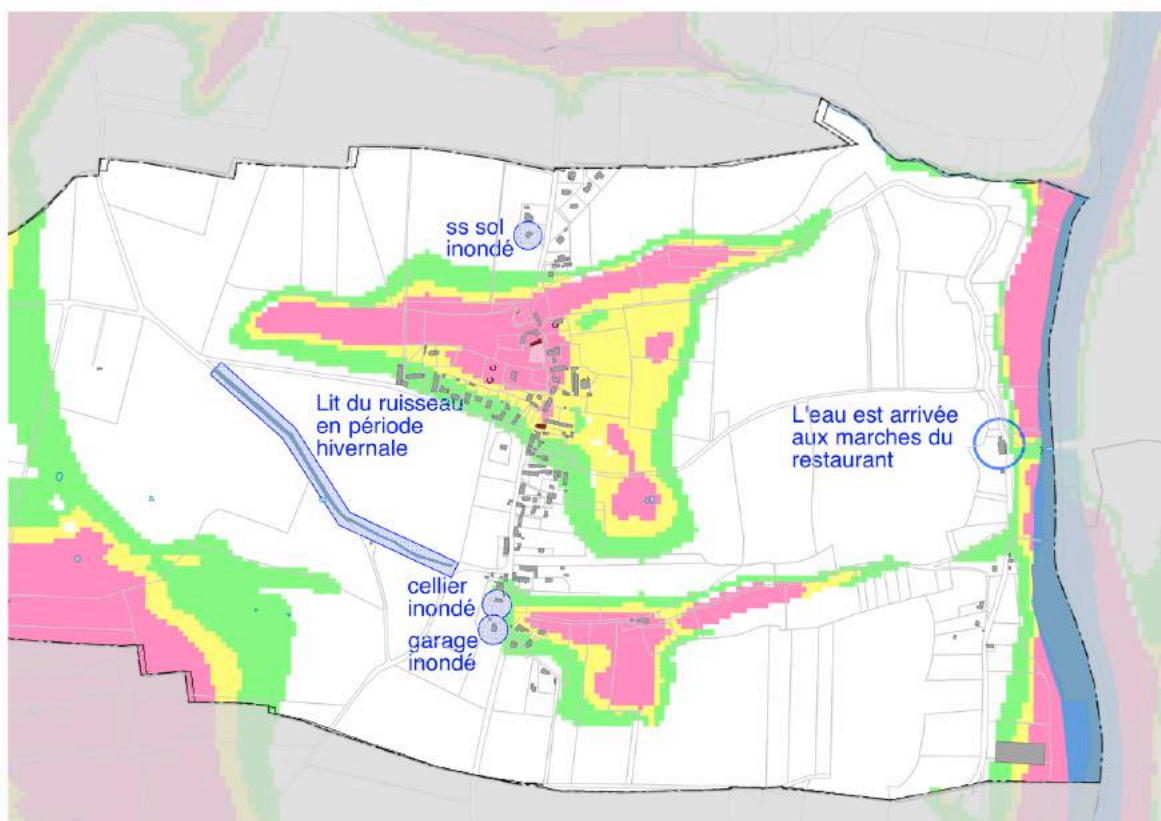 ss sol
inondé
Lit du ruisseau
en période
hivernale
L'eau est arrivée
aux marches du
restaurant
cellier
inondé
garage
inondé